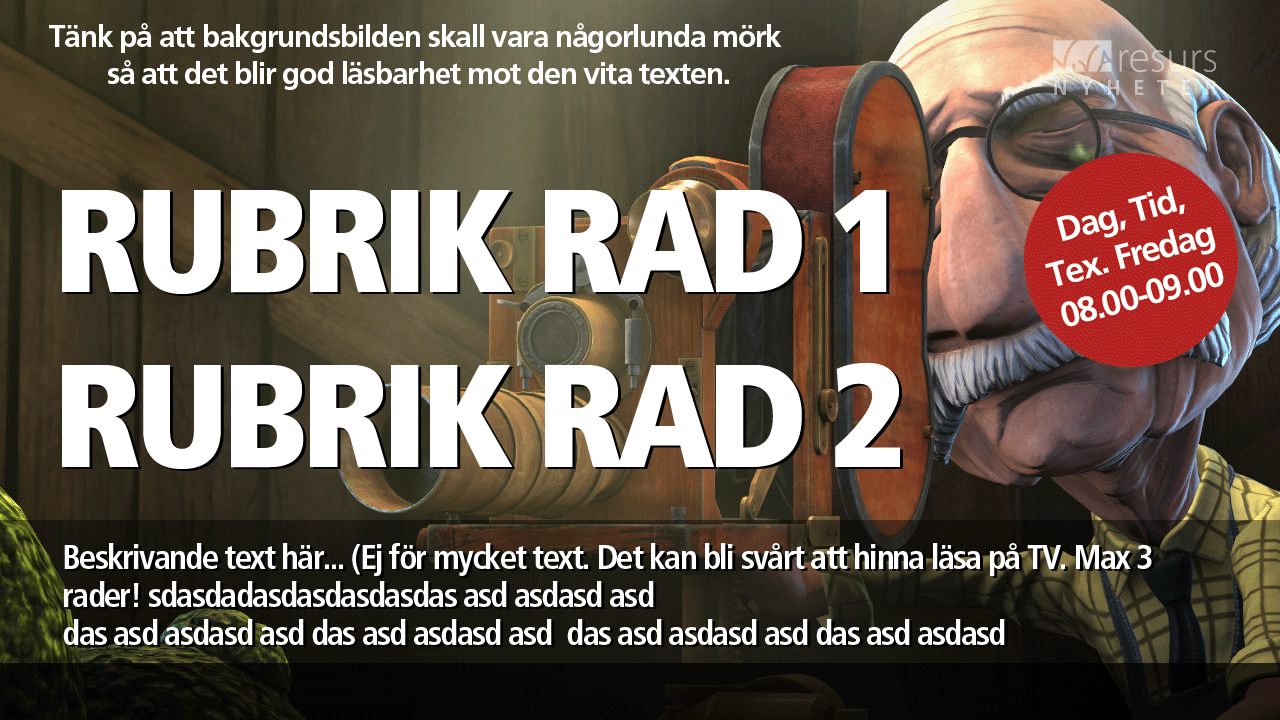 Tänk på att bakgrundsbilden skall vara någorlunda mörk
så att det blir god läsbarhet mot den vita texten.
Aresurs
NYHETER
RUBRIK RAD 1
Dag, Tid,
Tex. Fredag
08.00-09.00
RUBRIK RAD 2
Beskrivande text här... (Ej för mycket text. Det kan bli svårt att hinna läsa på TV. Max 3
rader! sdasdadasdasdasdasdas asd asdasd asd
das asd asdasd asd das asd asdasd asd  das asd asdasd asd das asd asdasd